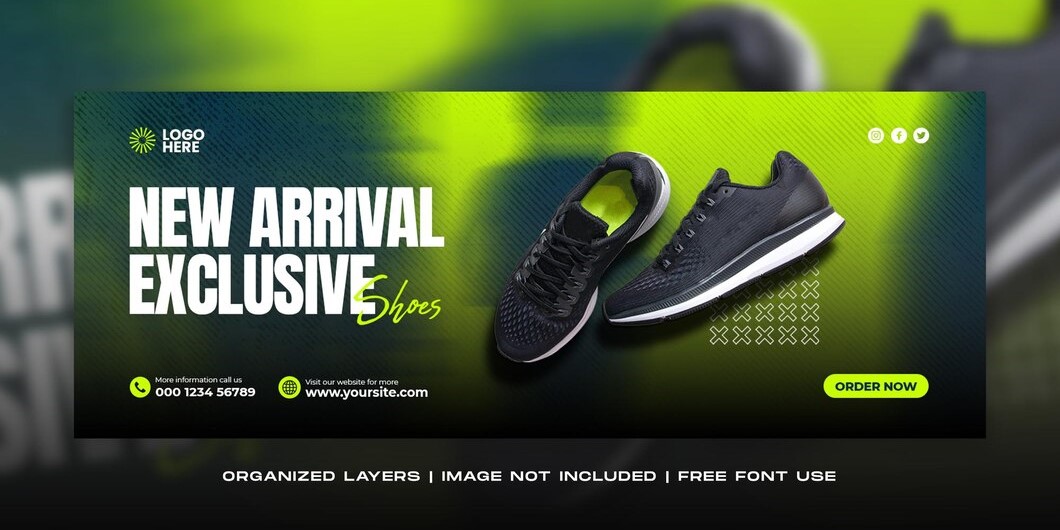 LOGO
HERE
NEW ARRIVAL
EXCLUSIVE
Shoes
More information call us
000 1234 56789
Visit our website for more
www.yoursite.com
ORDER NOW
ORGANIZED LAYERS | IMAGE NOT INCLUDED | FREE FONT USE